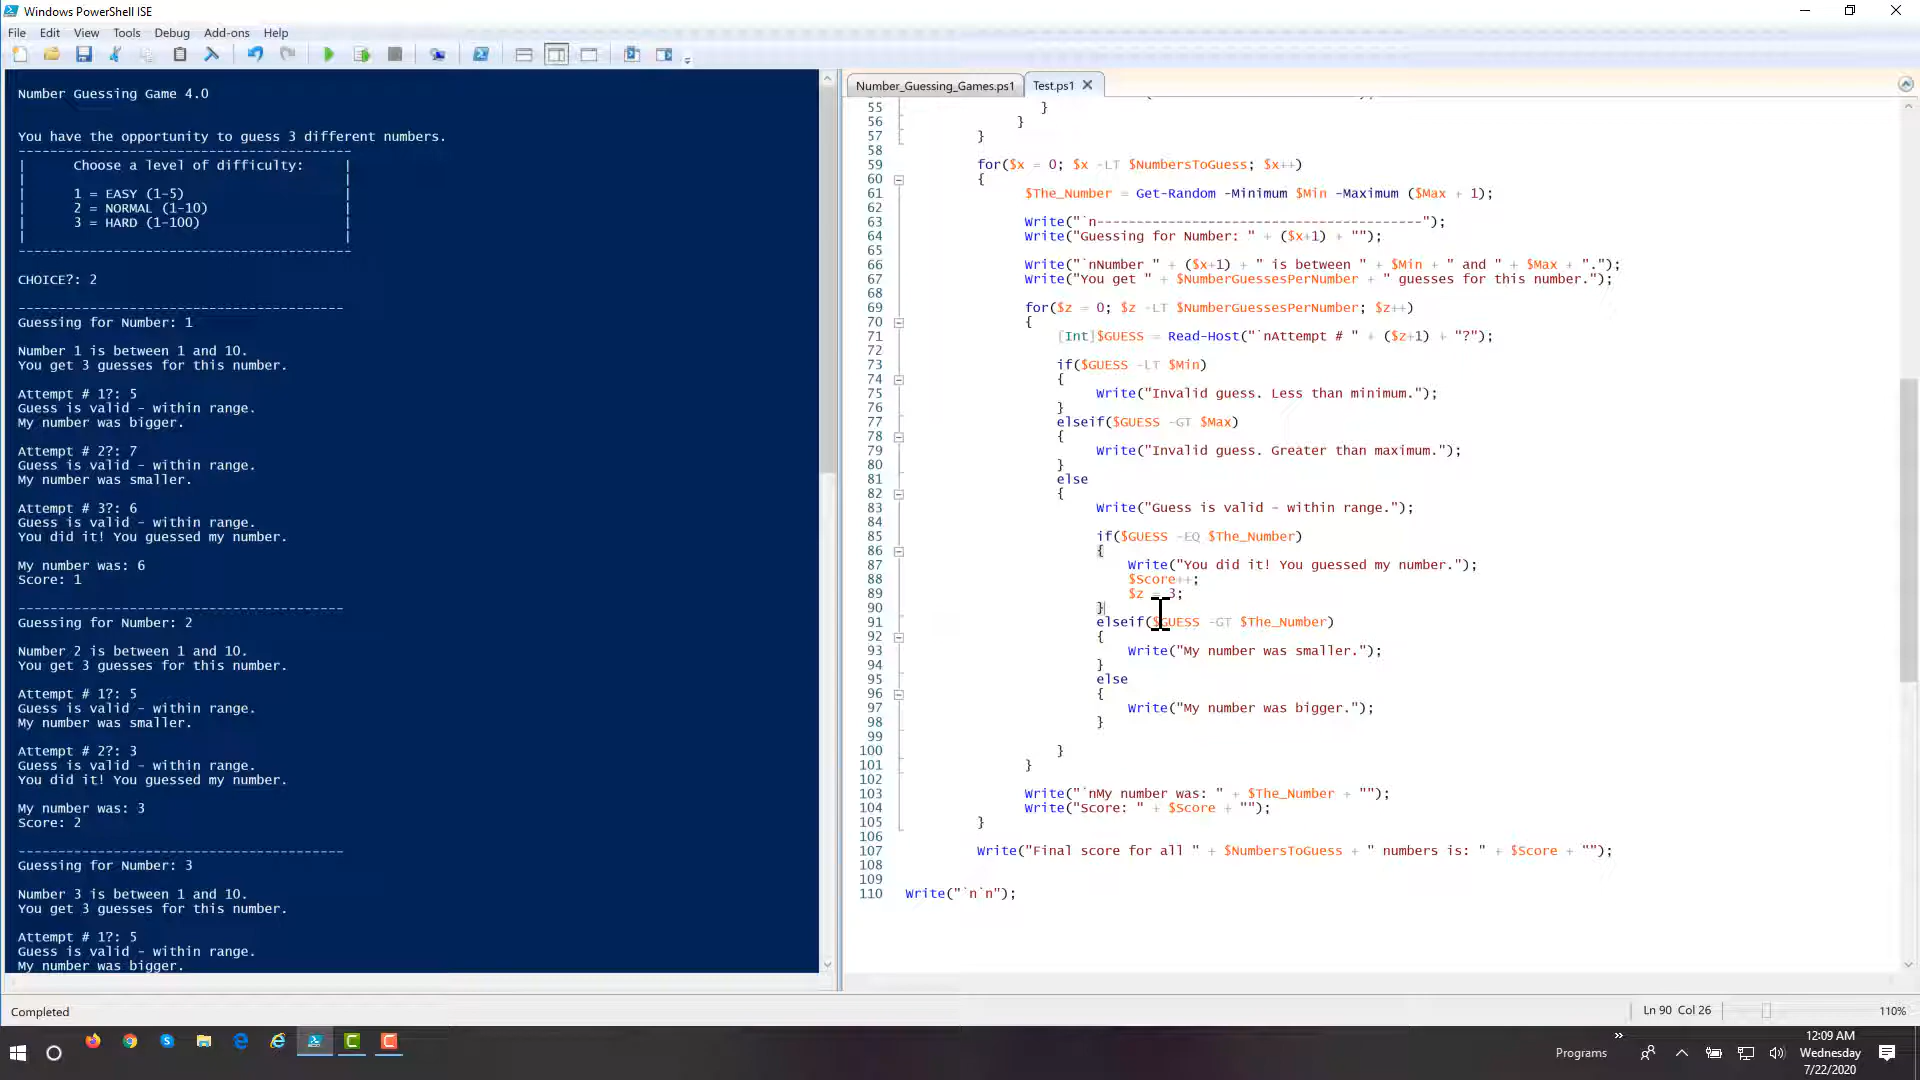 Windows PowerShell ISE
File Edit View Tools Debug Add-ons Help
Number Guessing Game 4.0
You have the opportunity to guess 3 different numbers.
------------------------------------------
| Choose a level of difficulty: |
| |
| 1 = EASY (1-5) |
| 2 = NORMAL (1-10) |
| 3 = HARD (1-100) |
| |
------------------------------------------
CHOICE?: 2
-----------------------------------------
Guessing for Number: 1
Number 1 is between 1 and 10.
You get 3 guesses for this number.
Attempt # 1?: 5
Guess is valid - within range.
My number was bigger.
Attempt # 2?: 7
Guess is valid - within range.
My number was smaller.
Attempt # 3?: 6
Guess is valid - within range.
You did it! You guessed my number.
My number was: 6
Score: 1
-----------------------------------------
Guessing for Number: 2
Number 2 is between 1 and 10.
You get 3 guesses for this number.
Attempt # 1?: 5
Guess is valid - within range.
My number was smaller.
Attempt # 2?: 3
Guess is valid - within range.
You did it! You guessed my number.
My number was: 3
Score: 2
-----------------------------------------
Guessing for Number: 3
Number 3 is between 1 and 10.
You get 3 guesses for this number.
Attempt # 1?: 5
Guess is valid - within range.
My number was bigger.
Number_Guessing_Games.ps1 Test.ps1
55 }
56 }
57 }
58
59 for($x = 0; $x -LT $NumbersToGuess; $x++)
60 {
61 $The_Number = Get-Random -Minimum $Min -Maximum ($Max + 1);
62
63 Write("`n-----------------------------------------");
64 Write("Guessing for Number: " + ($x+1) + "");
65
66 Write("`nNumber " + ($x+1) + " is between " + $Min + " and " + $Max + ".");
67 Write("You get " + $NumberGuessesPerNumber + " guesses for this number.");
68
69 for($z = 0; $z -LT $NumberGuessesPerNumber; $z++)
70 {
71 [Int]$GUESS = Read-Host("`nAttempt # " + ($z+1) + "?");
72
73 if($GUESS -LT $Min)
74 {
75 Write("Invalid guess. Less than minimum.");
76 }
77 elseif($GUESS -GT $Max)
78 {
79 Write("Invalid guess. Greater than maximum.");
80 }
81 else
82 {
83 Write("Guess is valid - within range.");
84
85 if($GUESS -EQ $The_Number)
86 {
87 Write("You did it! You guessed my number.");
88 $Score++;
89 $z = 3;
90 }
91 elseif($GUESS -GT $The_Number)
92 {
93 Write("My number was smaller.");
94 }
95 else
96 {
97 Write("My number was bigger.");
98 }
99
100 }
101 }
102
103 Write("`nMy number was: " + $The_Number + "");
104 Write("Score: " + $Score + "");
105 }
106
107 Write("Final score for all " + $NumbersToGuess + " numbers is: " + $Score + "");
108
109
110 Write("`n`n");
Completed Ln 90 Col 26 110%
Programs
12:09 AM
Wednesday
7/22/2020